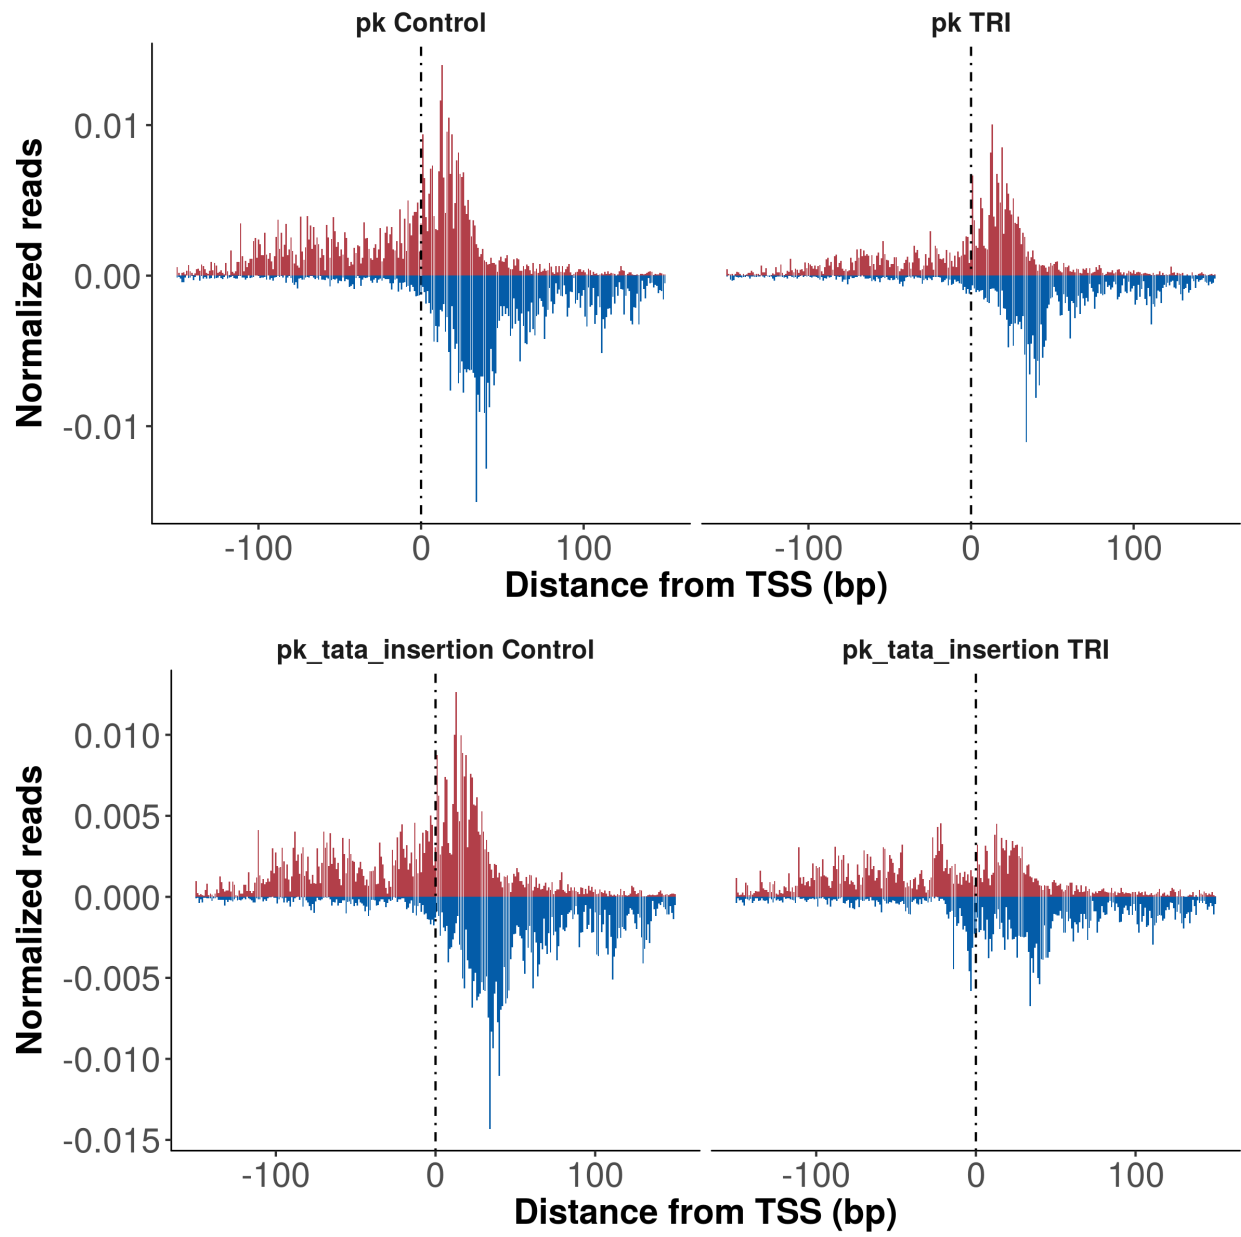 pk Control
pk TRI
Normalized reads
0.01
0.00
-0.01
-100
0
100
-100
0
100
Distance from TSS (bp)
pk_tata_insertion Control
pk_tata_insertion TRI
Normalized reads
0.010
0.005
0.000
-0.005
-0.010
-0.015
-100
0
100
-100
0
100
Distance from TSS (bp)